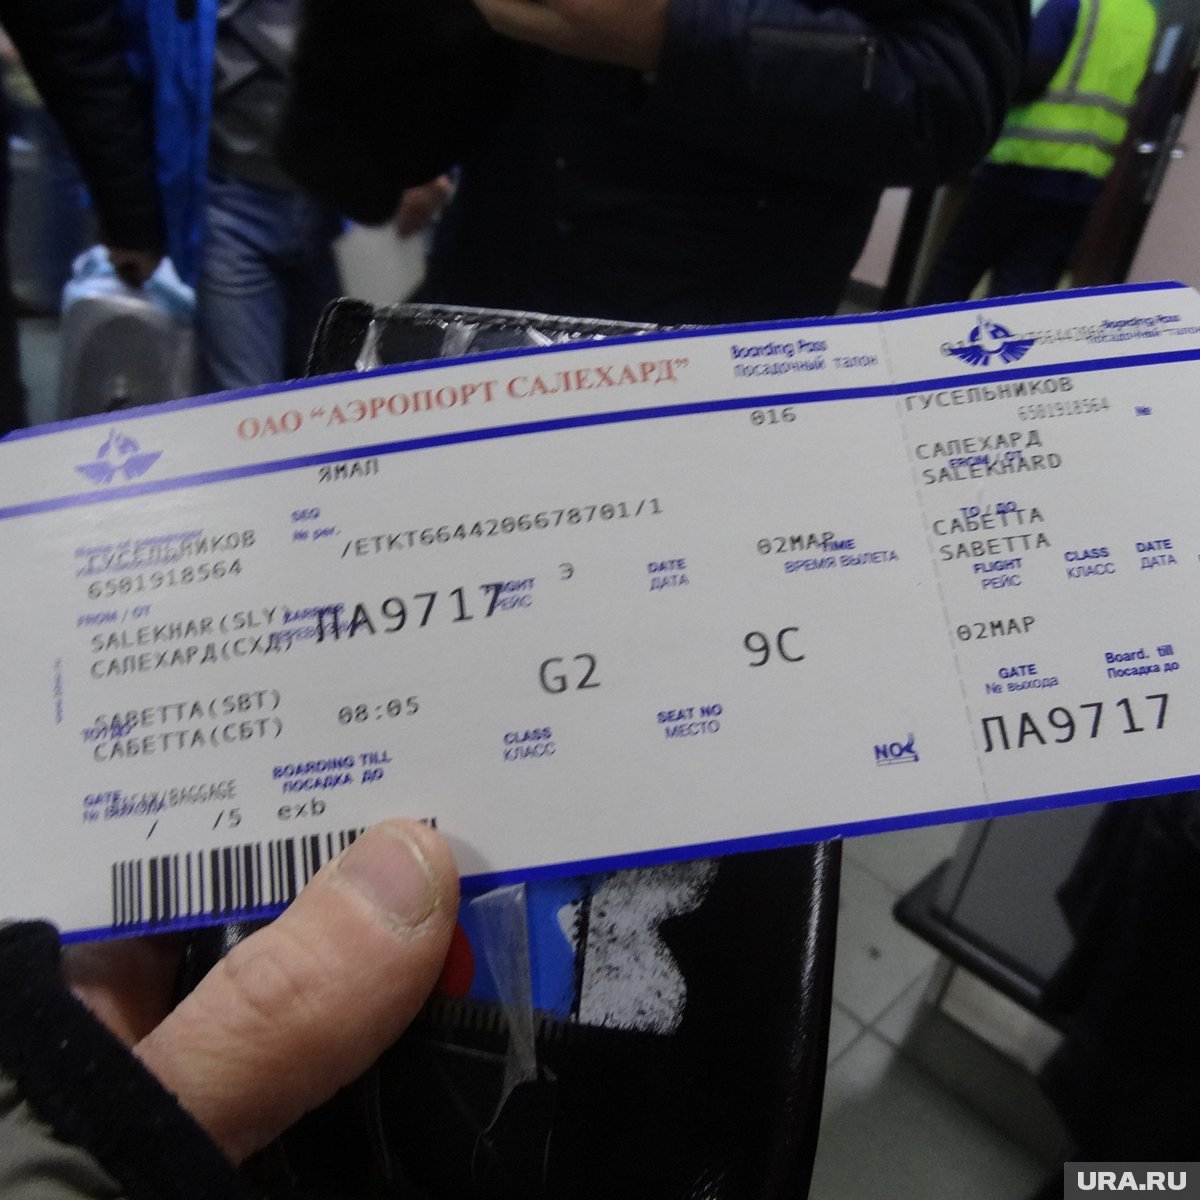 ОАО “АЭРОПОРТ САЛЕХАРД”
Boarding Pass
Посадочный талон
ЯМАЛ
016
SEQ
№ рег.
ГУСЕЛЬНИКОВ
6501918564
/ETKT6644206678701/1
FROM / ОТ
SALEKHAR(SLY)
САЛЕХАРД(СХД)
ЛА9717
FLIGHT
РЕЙС
Э
DATE
ДАТА
02МАР
TIME
ВРЕМЯ ВЫЛЕТА
SABETTA(SBT)
САБЕТТА(СБТ)
08:05
G2
9C
BOARDING TILL
ПОСАДКА ДО
CLASS
КЛАСС
SEAT NO
МЕСТО
NO
GATE
№ ВЫХОДА
/BAGGAGE
/ /5 exb
Boarding Pass
Посадочный талон
ГУСЕЛЬНИКОВ
6501918564 №
САЛЕХАРД
FROM / ОТ
SALEKHARD
TO / ДО
САБЕТТА
SABETTA
FLIGHT
РЕЙС
CLASS
КЛАСС
DATE
ДАТА
02МАР
GATE
№ выхода
Board. till
Посадка до
ЛА9717
URA.RU